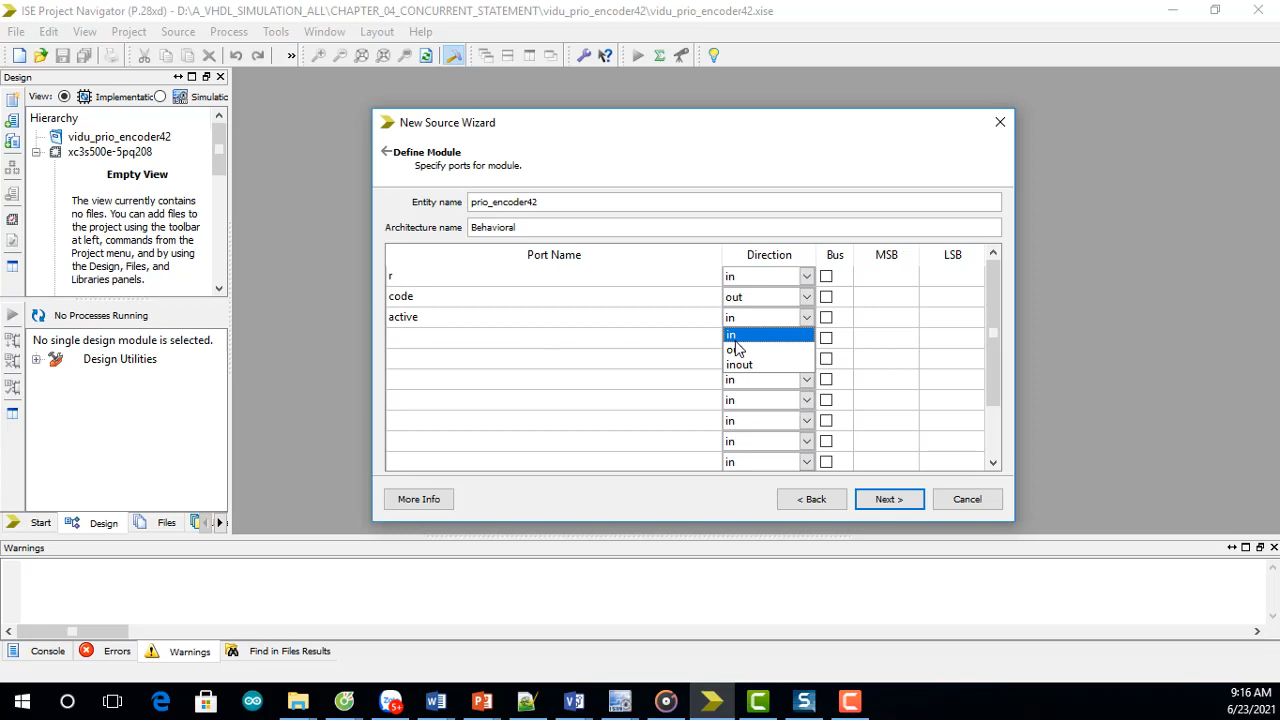 ISE Project Navigator (P.28xd) - D:\A_VHDL_SIMULATION_ALL\CHAPTER_04_CONCURRENT_STATEMENT\vidu_prio_encoder42\vidu_prio_encoder42.xise
File Edit View Project Source Process Tools Window Layout Help
Design
View: Implementatic Simulatic
Hierarchy
vidu_prio_encoder42
xc3s500e-5pq208
Empty View
The view currently contains
no files. You can add files to
the project using the toolbar
at left, commands from the
Project menu, and by using
the Design, Files, and
Libraries panels.
No Processes Running
No single design module is selected.
Design Utilities
Start Design Files
New Source Wizard
Define Module
Specify ports for module.
Entity name prio_encoder42
Architecture name Behavioral
Port Name Direction Bus MSB LSB
r in
code out
active in
in
inout
in
in
in
in
in
More Info < Back Next > Cancel
Warnings
Console Errors Warnings Find in Files Results
5+
9:16 AM
6/23/2021